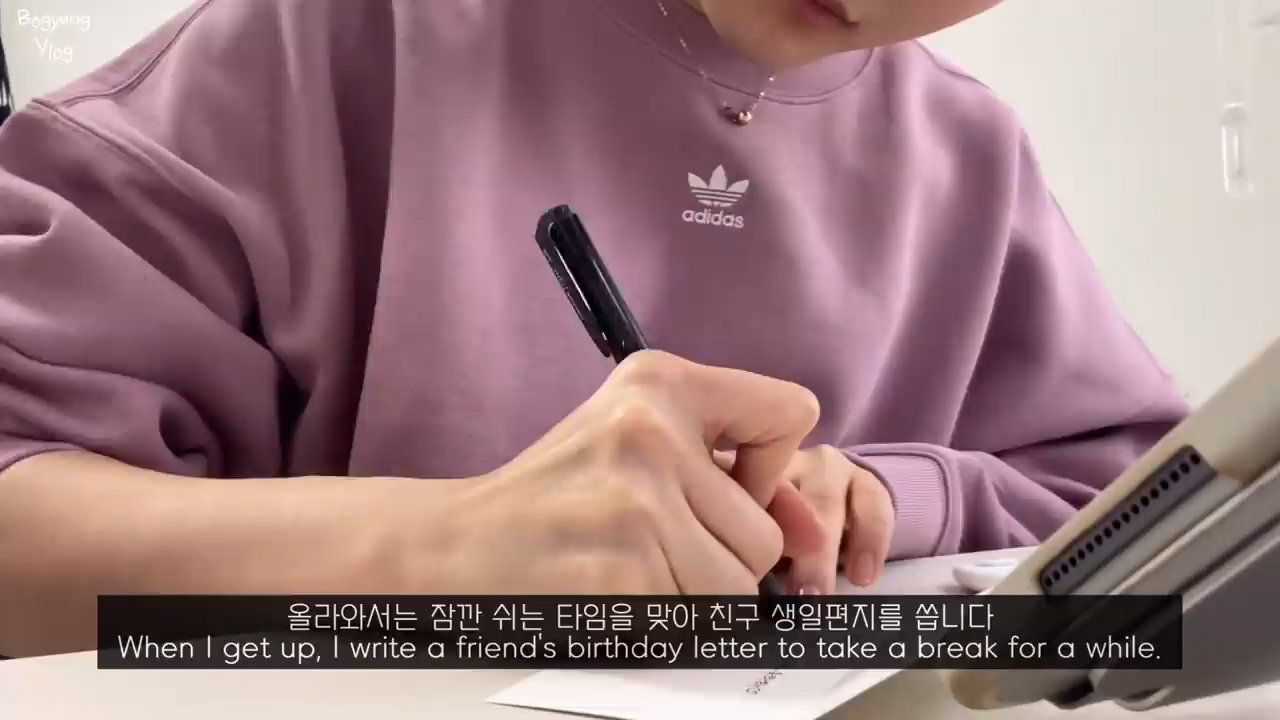 Bogyung
Vlog
adidas
올라와서는 잠깐 쉬는 타임을 맞아 친구 생일편지를 씁니다
When I get up, I write a friend's birthday letter to take a break for a while.